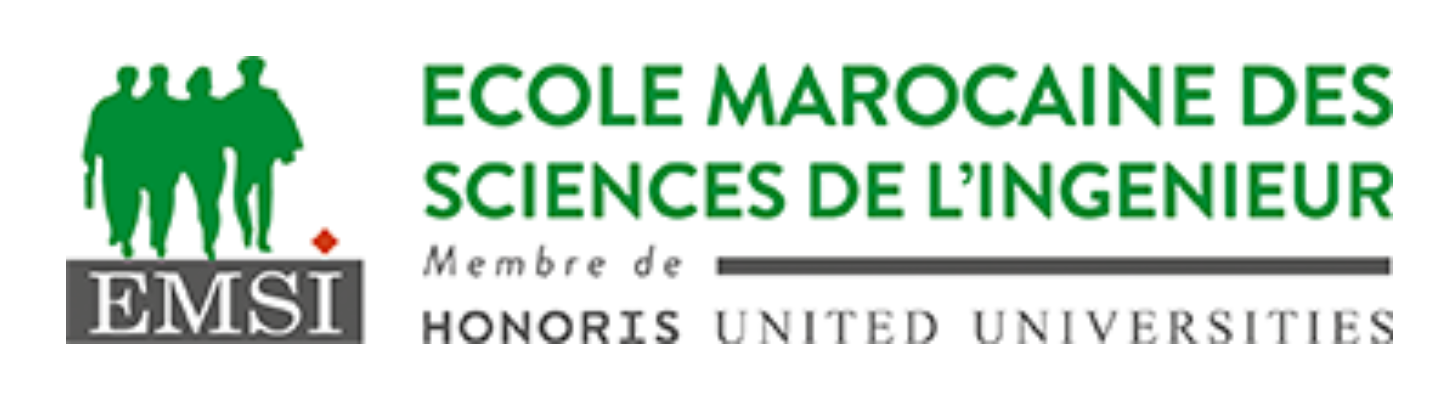 EMSI
ECOLE MAROCAINE DES
SCIENCES DE L'INGENIEUR
Membre de
HONORIS UNITED UNIVERSITIES